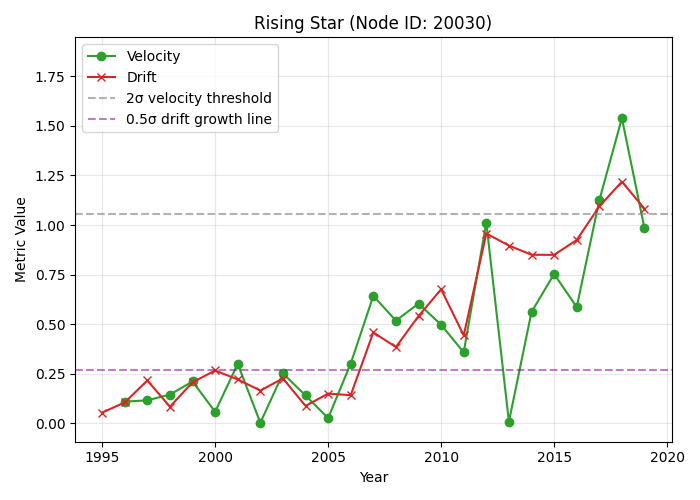 Rising Star (Node ID: 20030)
Velocity
Drift
2σ velocity threshold
0.5σ drift growth line
Metric Value
1.75
1.50
1.25
1.00
0.75
0.50
0.25
0.00
1995 2000 2005 2010 2015 2020
Year